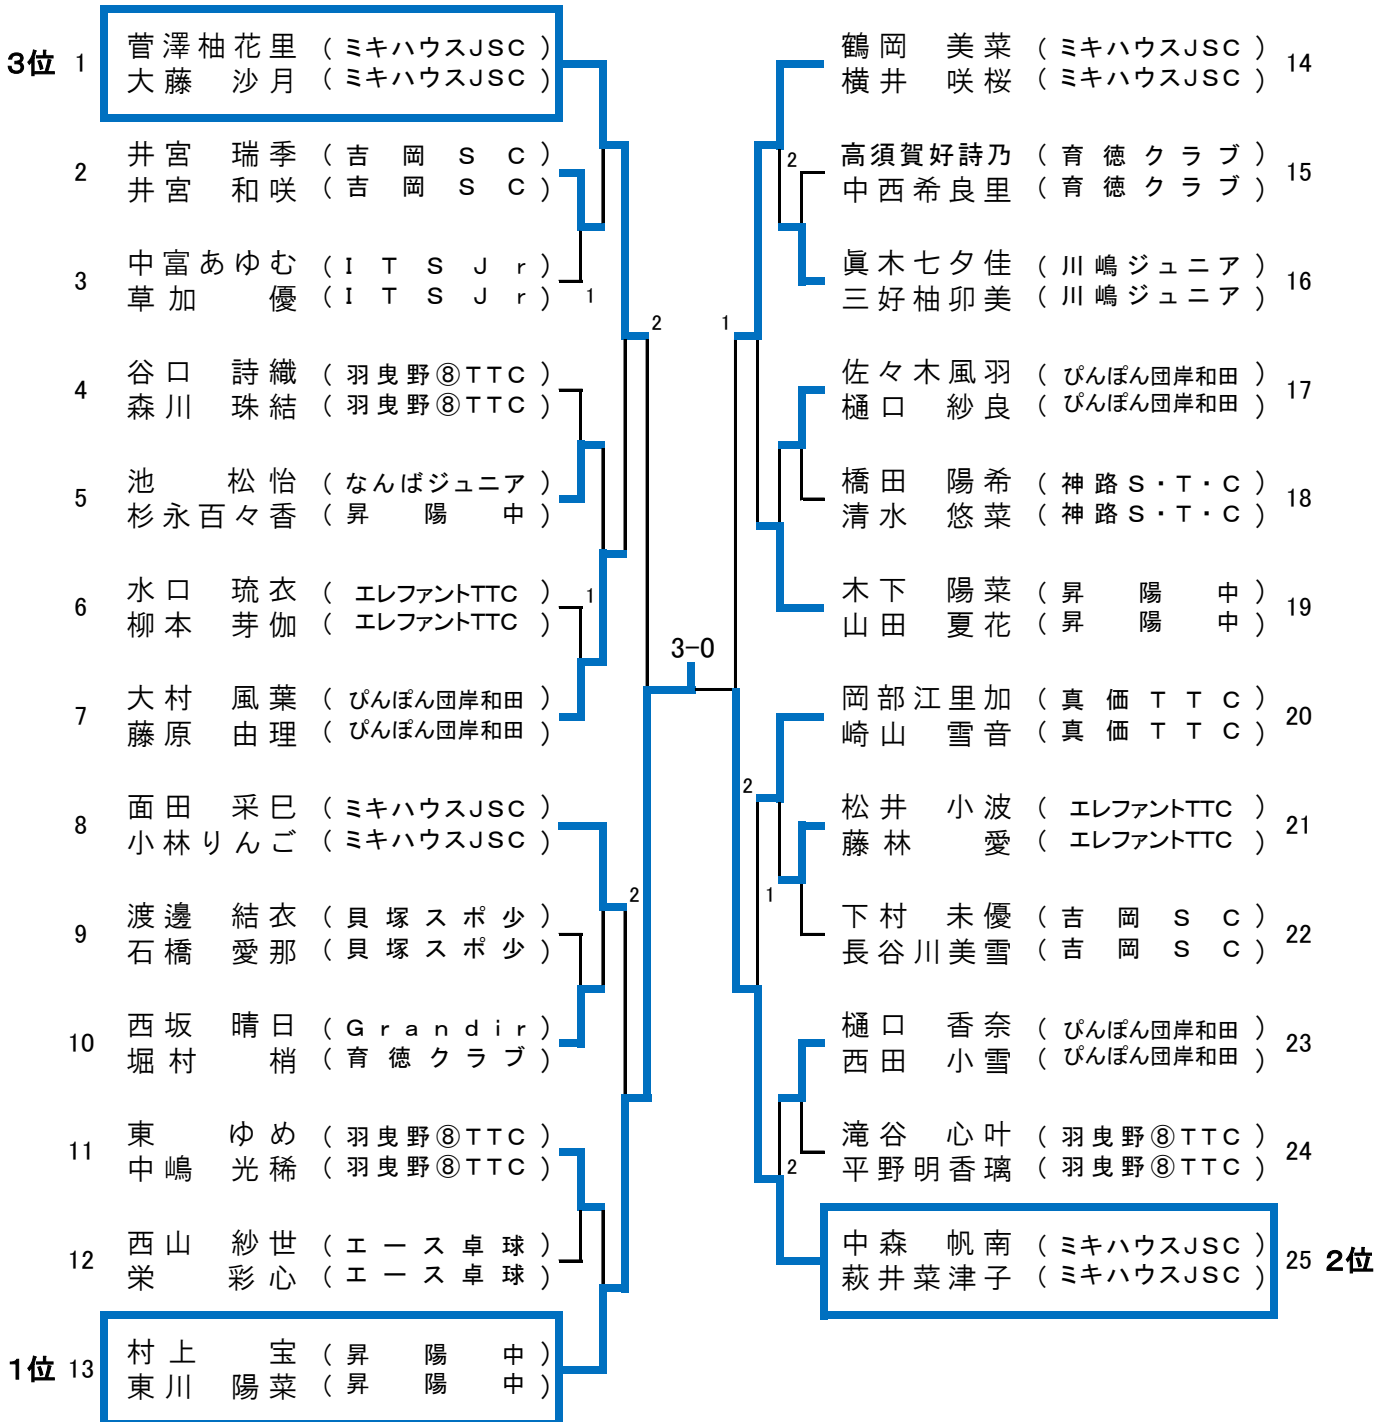 3位 1 菅澤柚花里 (ミキハウスJSC)
大藤 沙月 (ミキハウスJSC)
2 井宮 瑞季 (吉岡SC)
井宮 和咲 (吉岡SC)
3 中富あゆむ (ITSJr)
草加 優 (ITSJr)
1
4 谷口 詩織 (羽曳野⑧TTC)
森川 珠結 (羽曳野⑧TTC)
5 池 松怡 (なんばジュニア)
杉永百々香 (昇陽中)
6 水口 琉衣 (エレファントTTC)
柳本 芽伽 (エレファントTTC)
1
7 大村 風葉 (ぴんぽん団岸和田)
藤原 由理 (ぴんぽん団岸和田)
2
8 面田 采巳 (ミキハウスJSC)
小林りんご (ミキハウスJSC)
9 渡邊 結衣 (貝塚スポ少)
石橋 愛那 (貝塚スポ少)
10 西坂 晴日 (Grandir)
堀村 梢 (育徳クラブ)
2
11 東 ゆめ (羽曳野⑧TTC)
中嶋 光稀 (羽曳野⑧TTC)
12 西山 紗世 (エース卓球)
栄 彩心 (エース卓球)
1位 13 村上 宝 (昇陽中)
東川 陽菜 (昇陽中)
3-0
鶴岡 美菜 (ミキハウスJSC) 14
横井 咲桜 (ミキハウスJSC)
2
高須賀好詩乃 (育徳クラブ) 15
中西希良里 (育徳クラブ)
眞木七夕佳 (川嶋ジュニア) 16
三好柚卯美 (川嶋ジュニア)
1
佐々木風羽 (ぴんぽん団岸和田) 17
樋口 紗良 (ぴんぽん団岸和田)
橋田 陽希 (神路S・T・C) 18
清水 悠菜 (神路S・T・C)
木下 陽菜 (昇陽中) 19
山田 夏花 (昇陽中)
岡部江里加 (真価TTC) 20
崎山 雪音 (真価TTC)
2
松井 小波 (エレファントTTC) 21
藤林 愛 (エレファントTTC)
1
下村 未優 (吉岡SC) 22
長谷川美雪 (吉岡SC)
樋口 香奈 (ぴんぽん団岸和田) 23
西田 小雪 (ぴんぽん団岸和田)
滝谷 心叶 (羽曳野⑧TTC) 24
平野明香璃 (羽曳野⑧TTC)
2
中森 帆南 (ミキハウスJSC) 25 2位
萩井菜津子 (ミキハウスJSC)